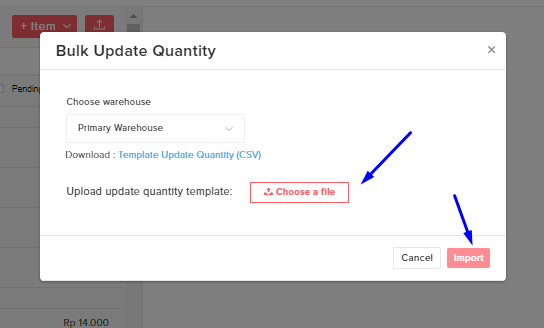 + Item
Bulk Update Quantity
×
Pending
Choose warehouse
Primary Warehouse
Download : Template Update Quantity (CSV)
Upload update quantity template:
Choose a file
Cancel
Import
Rp 14.000